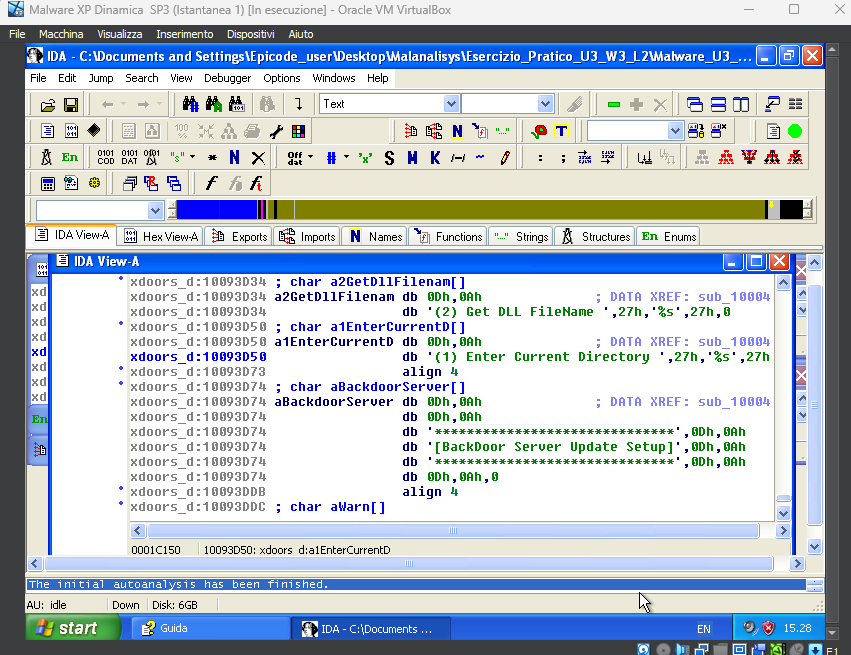 Malware XP Dinamica SP3 (Istantanea 1) [In esecuzione] - Oracle VM VirtualBox
File Macchina Visualizza Inserimento Dispositivi Aiuto
IDA - C:\Documents and Settings\Epicode_user\Desktop\Malanalisys\Esercizio_Pratico_U3_W3_L2\Malware_U3_...
File Edit Jump Search View Debugger Options Windows Help
Text
En
Off dat
IDA View-A Hex View-A Exports Imports Names Functions Strings Structures En Enums
IDA View-A
xdoors_d:10093D34 ; char a2GetDllFilenam[]
xdoors_d:10093D34 a2GetDllFilenam db 0Dh,0Ah ; DATA XREF: sub_10004
xdoors_d:10093D34 db '(2) Get DLL FileName ',27h,'%s',27h,0
xdoors_d:10093D50 ; char a1EnterCurrentD[]
xdoors_d:10093D50 a1EnterCurrentD db 0Dh,0Ah ; DATA XREF: sub_10004
xdoors_d:10093D50 db '(1) Enter Current Directory ',27h,'%s',27h
xdoors_d:10093D73 align 4
xdoors_d:10093D74 ; char aBackdoorServer[]
xdoors_d:10093D74 aBackdoorServer db 0Dh,0Ah ; DATA XREF: sub_10004
xdoors_d:10093D74 db 0Dh,0Ah
xdoors_d:10093D74 db '******************************',0Dh,0Ah
xdoors_d:10093D74 db '[BackDoor Server Update Setup]',0Dh,0Ah
xdoors_d:10093D74 db '******************************',0Dh,0Ah
xdoors_d:10093D74 db 0Dh,0Ah,0
xdoors_d:10093DDB align 4
xdoors_d:10093DDC ; char aWarn[]
0001C150 10093D50: xdoors_d:a1EnterCurrentD
The initial autoanalysis has been finished.
AU: idle Down Disk: 6GB
start Guida IDA - C:\Documents ... EN 15.28